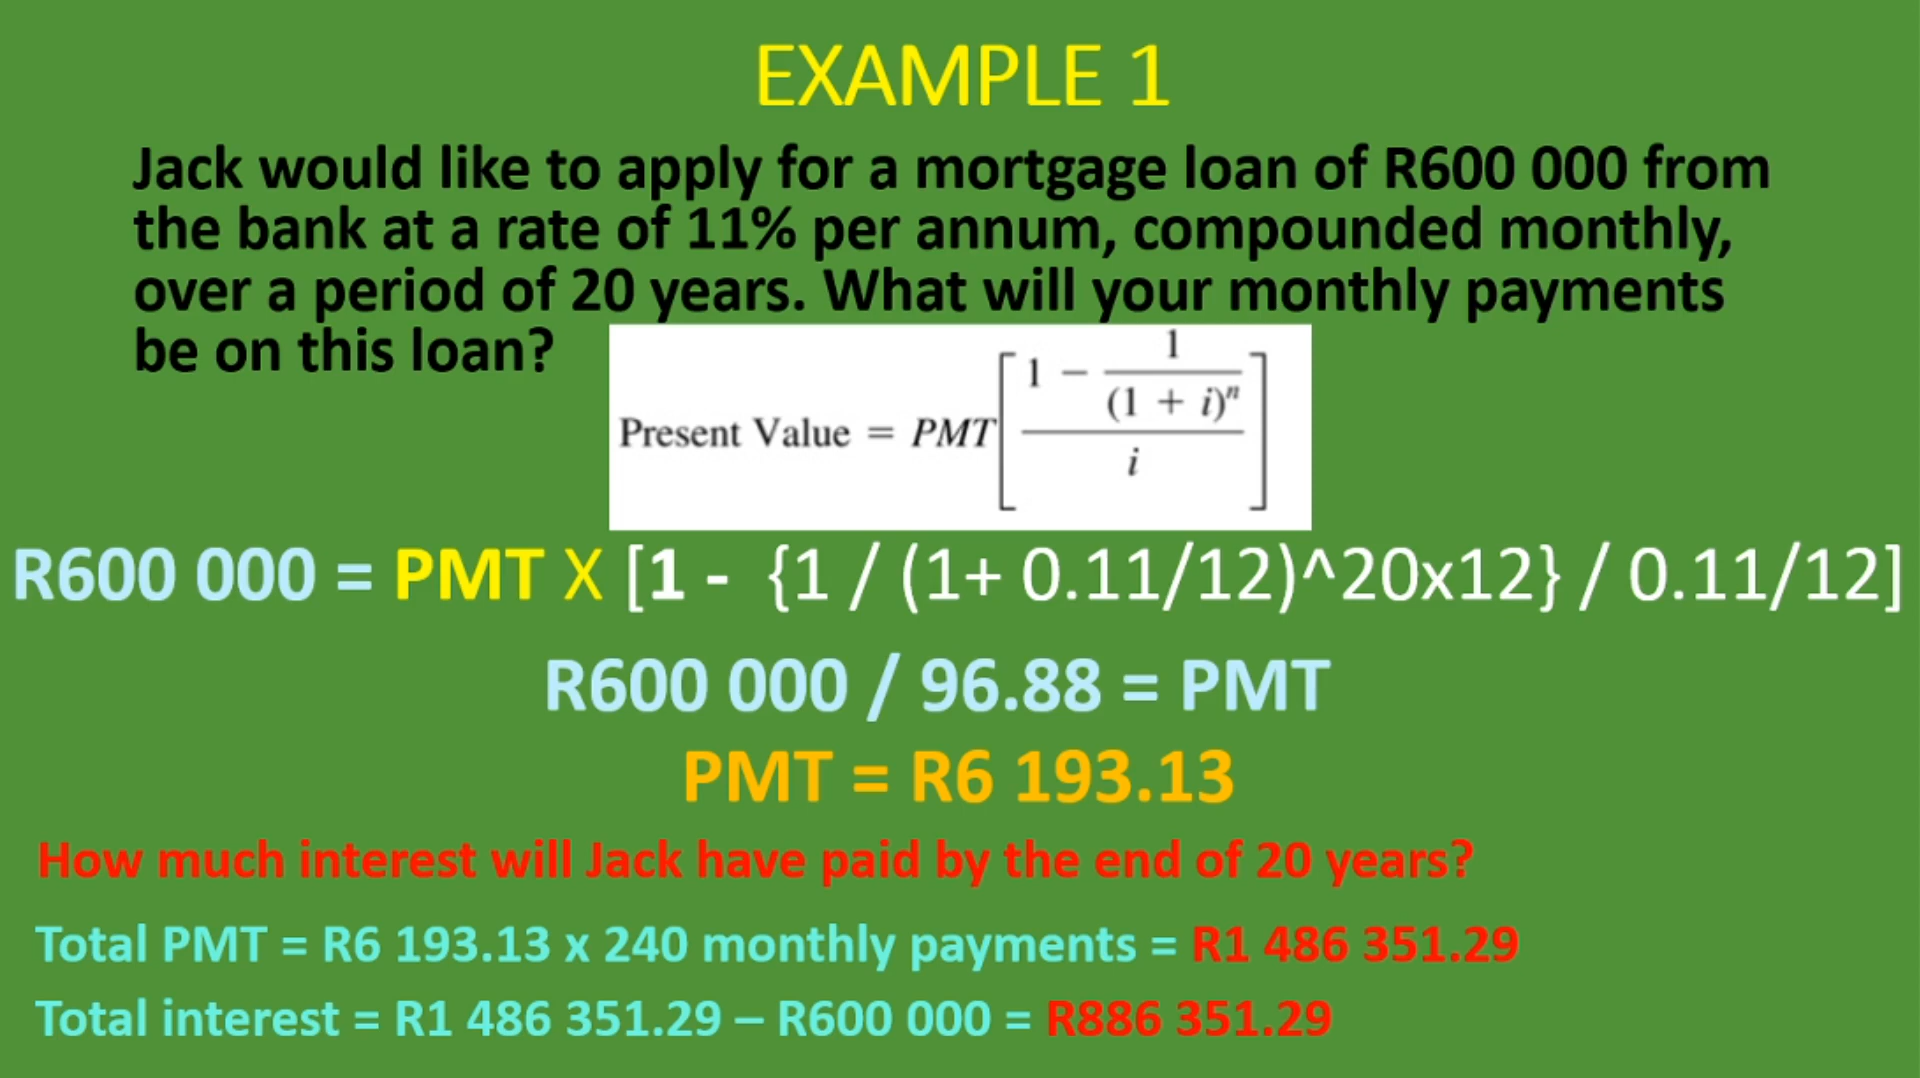 EXAMPLE 1
Jack would like to apply for a mortgage loan of R600 000 from
the bank at a rate of 11% per annum, compounded monthly,
over a period of 20 years. What will your monthly payments
be on this loan?
Present Value = PMT[(1 - 1/(1 + i)ⁿ)/i]
R600 000 = PMT X [1 - {1 / (1+ 0.11/12)^20x12} / 0.11/12]
R600 000 / 96.88 = PMT
PMT = R6 193.13
How much interest will Jack have paid by the end of 20 years?
Total PMT = R6 193.13 x 240 monthly payments = R1 486 351.29
Total interest = R1 486 351.29 – R600 000 = R886 351.29